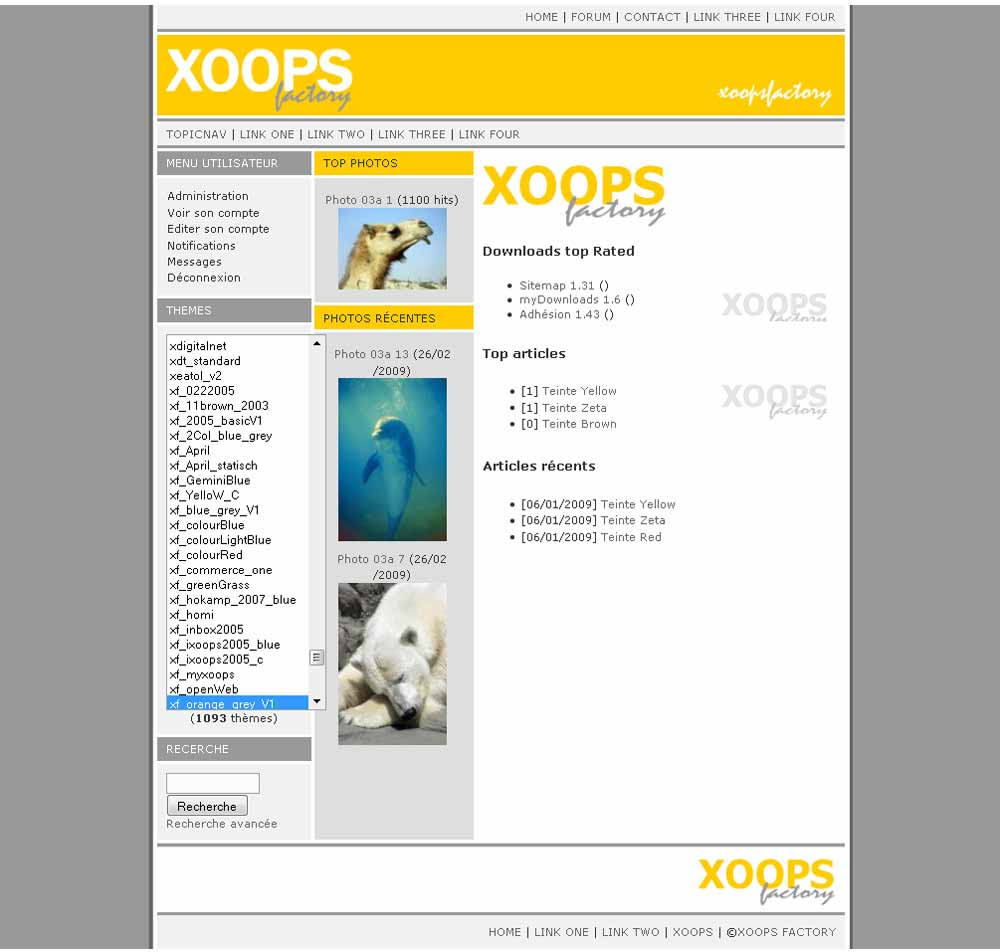 HOME | FORUM | CONTACT | LINK THREE | LINK FOUR
XOOPS
factory
xoopsfactory
TOPICNAV | LINK ONE | LINK TWO | LINK THREE | LINK FOUR
MENU UTILISATEUR
Administration
Voir son compte
Editer son compte
Notifications
Messages
Déconnexion
THEMES
xdigitalnet
xdt_standard
xeatol_v2
xf_0222005
xf_11brown_2003
xf_2005_basicV1
xf_2Col_blue_grey
xf_April
xf_April_statisch
xf_GeminiBlue
xf_YelloW_C
xf_blue_grey_V1
xf_colourBlue
xf_colourLightBlue
xf_colourRed
xf_commerce_one
xf_greenGrass
xf_hokamp_2007_blue
xf_homi
xf_inbox2005
xf_ixoops2005_blue
xf_ixoops2005_c
xf_myxoops
xf_openWeb
xf_orange_grey_V1
(1093 thèmes)
RECERCHE
Recherche
Recherche avancée
TOP PHOTOS
Photo 03a 1 (1100 hits)
PHOTOS RÉCENTES
Photo 03a 13 (26/02
/2009)
Photo 03a 7 (26/02
/2009)
XOOPS
factory
Downloads top Rated
Sitemap 1.31 ()
myDownloads 1.6 ()
Adhésion 1.43 ()
XOOPS
factory
Top articles
[1] Teinte Yellow
[1] Teinte Zeta
[0] Teinte Brown
XOOPS
factory
Articles récents
[06/01/2009] Teinte Yellow
[06/01/2009] Teinte Zeta
[06/01/2009] Teinte Red
XOOPS
factory
HOME | LINK ONE | LINK TWO | XOOPS | ©XOOPS FACTORY